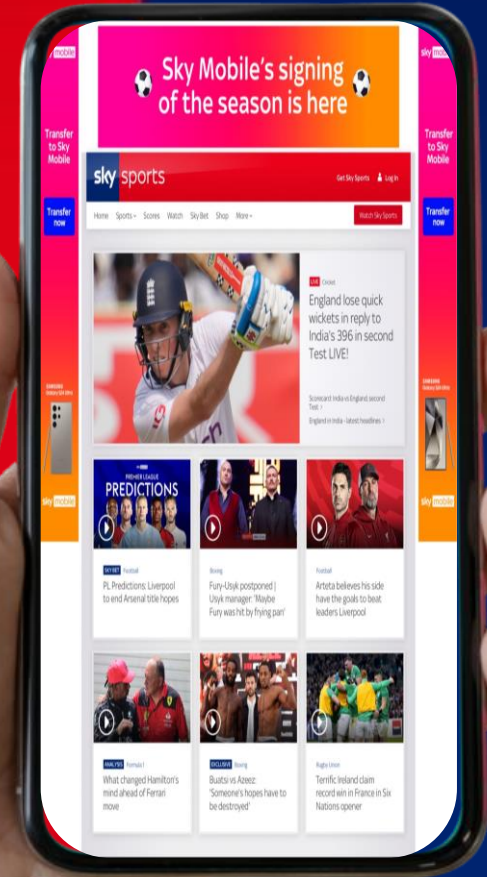 Sky Mobile's signing
of the season is here
sky mobile
Transfer
to Sky
Mobile
Transfer
now
SAMSUNG
sky mobile
sky
Transfer
to Sky
Mobile
Transfer
now
SAMSUNG
sky mobile
sky sports
Get Sky Sports
Log In
Home Sports Scores Watch Sky Bet Shop More
Watch Sky Sports
LIVE Cricket
England lose quick
wickets in reply to
India's 396 in second
Test LIVE!
Scorecard: India vs England, second
Test
England in India - latest headlines
PREMIER LEAGUE
PREDICTIONS
SKY BET Football
PL Predictions: Liverpool
to end Arsenal title hopes
Boxing
Fury-Usyk postponed |
Usyk manager: 'Maybe
Fury was hit by frying pan'
Football
Arteta believes his side
have the goals to beat
leaders Liverpool
ANALYSIS Formula 1
What changed Hamilton's
mind ahead of Ferrari
move
EXCLUSIVE Boxing
Buatsi vs Azeez:
'Someone's hopes have to
be destroyed'
Rugby Union
Terrific Ireland claim
record win in France in Six
Nations opener